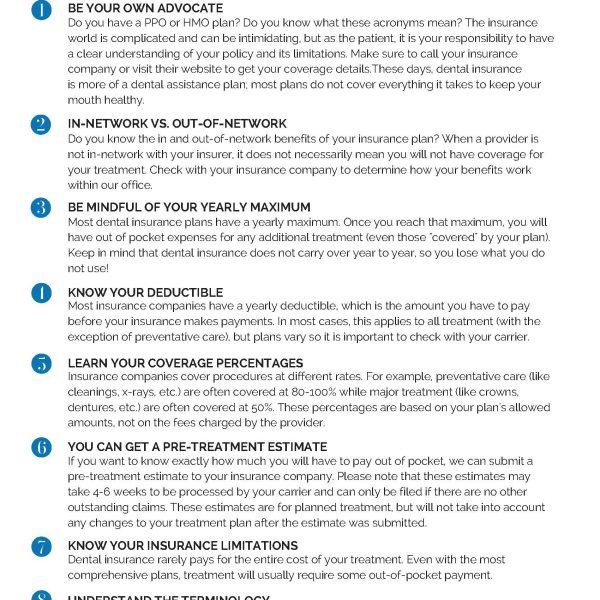 1 BE YOUR OWN ADVOCATE
Do you have a PPO or HMO plan? Do you know what these acronyms mean? The insurance
world is complicated and can be intimidating, but as the patient, it is your responsibility to have
a clear understanding of your policy and its limitations. Make sure to call your insurance
company or visit their website to get your coverage details.These days, dental insurance
is more of a dental assistance plan; most plans do not cover everything it takes to keep your
mouth healthy.
2 IN-NETWORK VS. OUT-OF-NETWORK
Do you know the in and out-of-network benefits of your insurance plan? When a provider is
not in-network with your insurer, it does not necessarily mean you will not have coverage for
your treatment. Check with your insurance company to determine how your benefits work
within our office.
3 BE MINDFUL OF YOUR YEARLY MAXIMUM
Most dental insurance plans have a yearly maximum. Once you reach that maximum, you will
have out of pocket expenses for any additional treatment (even those "covered" by your plan).
Keep in mind that dental insurance does not carry over year to year, so you lose what you do
not use!
4 KNOW YOUR DEDUCTIBLE
Most insurance companies have a yearly deductible, which is the amount you have to pay
before your insurance makes payments. In most cases, this applies to all treatment (with the
exception of preventative care), but plans vary so it is important to check with your carrier.
5 LEARN YOUR COVERAGE PERCENTAGES
Insurance companies cover procedures at different rates. For example, preventative care (like
cleanings, x-rays, etc.) are often covered at 80-100% while major treatment (like crowns,
dentures, etc.) are often covered at 50%. These percentages are based on your plan's allowed
amounts, not on the fees charged by the provider.
6 YOU CAN GET A PRE-TREATMENT ESTIMATE
If you want to know exactly how much you will have to pay out of pocket, we can submit a
pre-treatment estimate to your insurance company. Please note that these estimates may
take 4-6 weeks to be processed by your carrier and can only be filed if there are no other
outstanding claims. These estimates are for planned treatment, but will not take into account
any changes to your treatment plan after the estimate was submitted.
7 KNOW YOUR INSURANCE LIMITATIONS
Dental insurance rarely pays for the entire cost of your treatment. Even with the most
comprehensive plans, treatment will usually require some out-of-pocket payment.
8 UNDERSTAND THE TERMINOLOGY